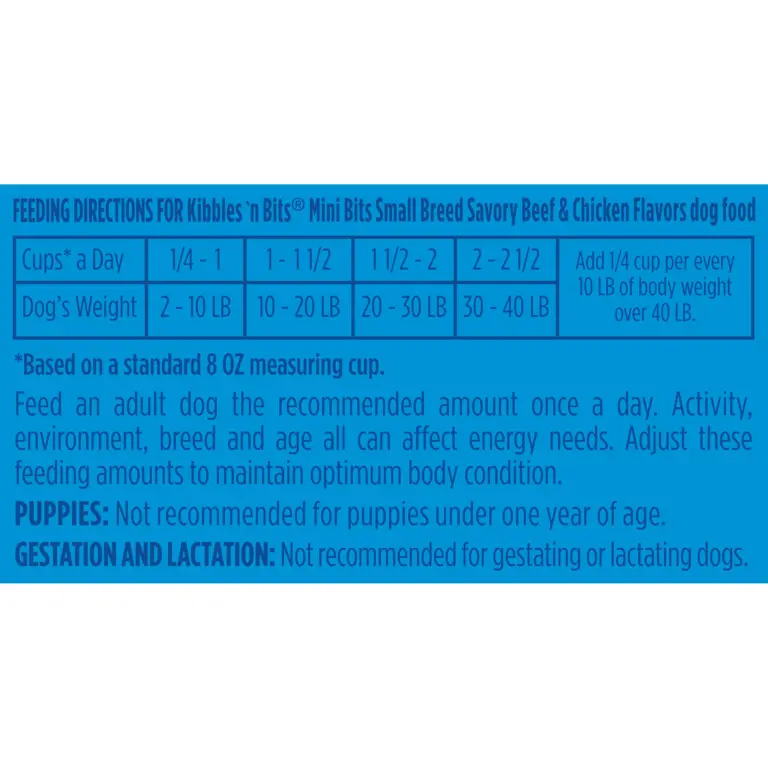 FEEDING DIRECTIONS FOR Kibbles 'n Bits® Mini Bits Small Breed Savory Beef & Chicken Flavors dog food
Cups* a Day 1/4 - 1 1 - 1 1/2 1 1/2 - 2 2 - 2 1/2
Dog's Weight 2 - 10 LB 10 - 20 LB 20 - 30 LB 30 - 40 LB
Add 1/4 cup per every
10 LB of body weight
over 40 LB.
*Based on a standard 8 OZ measuring cup.
Feed an adult dog the recommended amount once a day. Activity,
environment, breed and age all can affect energy needs. Adjust these
feeding amounts to maintain optimum body condition.
PUPPIES: Not recommended for puppies under one year of age.
GESTATION AND LACTATION: Not recommended for gestating or lactating dogs.